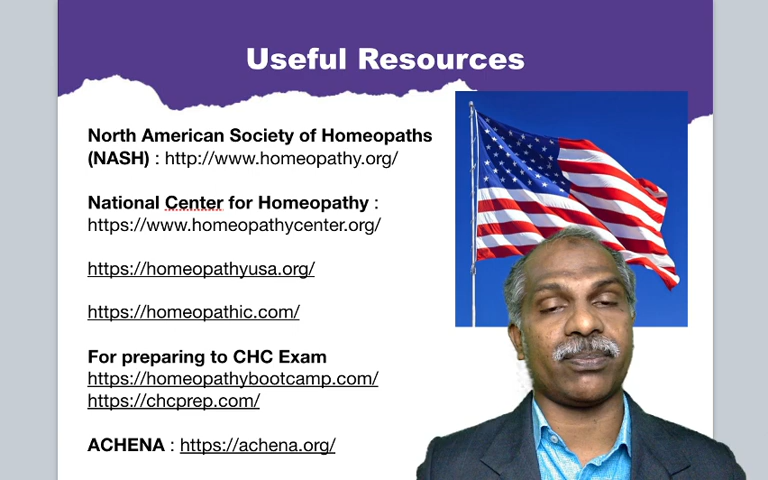 Useful Resources
North American Society of Homeopaths
(NASH) : http://www.homeopathy.org/
National Center for Homeopathy :
https://www.homeopathycenter.org/
https://homeopathyusa.org/
https://homeopathic.com/
For preparing to CHC Exam
https://homeopathybootcamp.com/
https://chcprep.com/
ACHENA : https://achena.org/